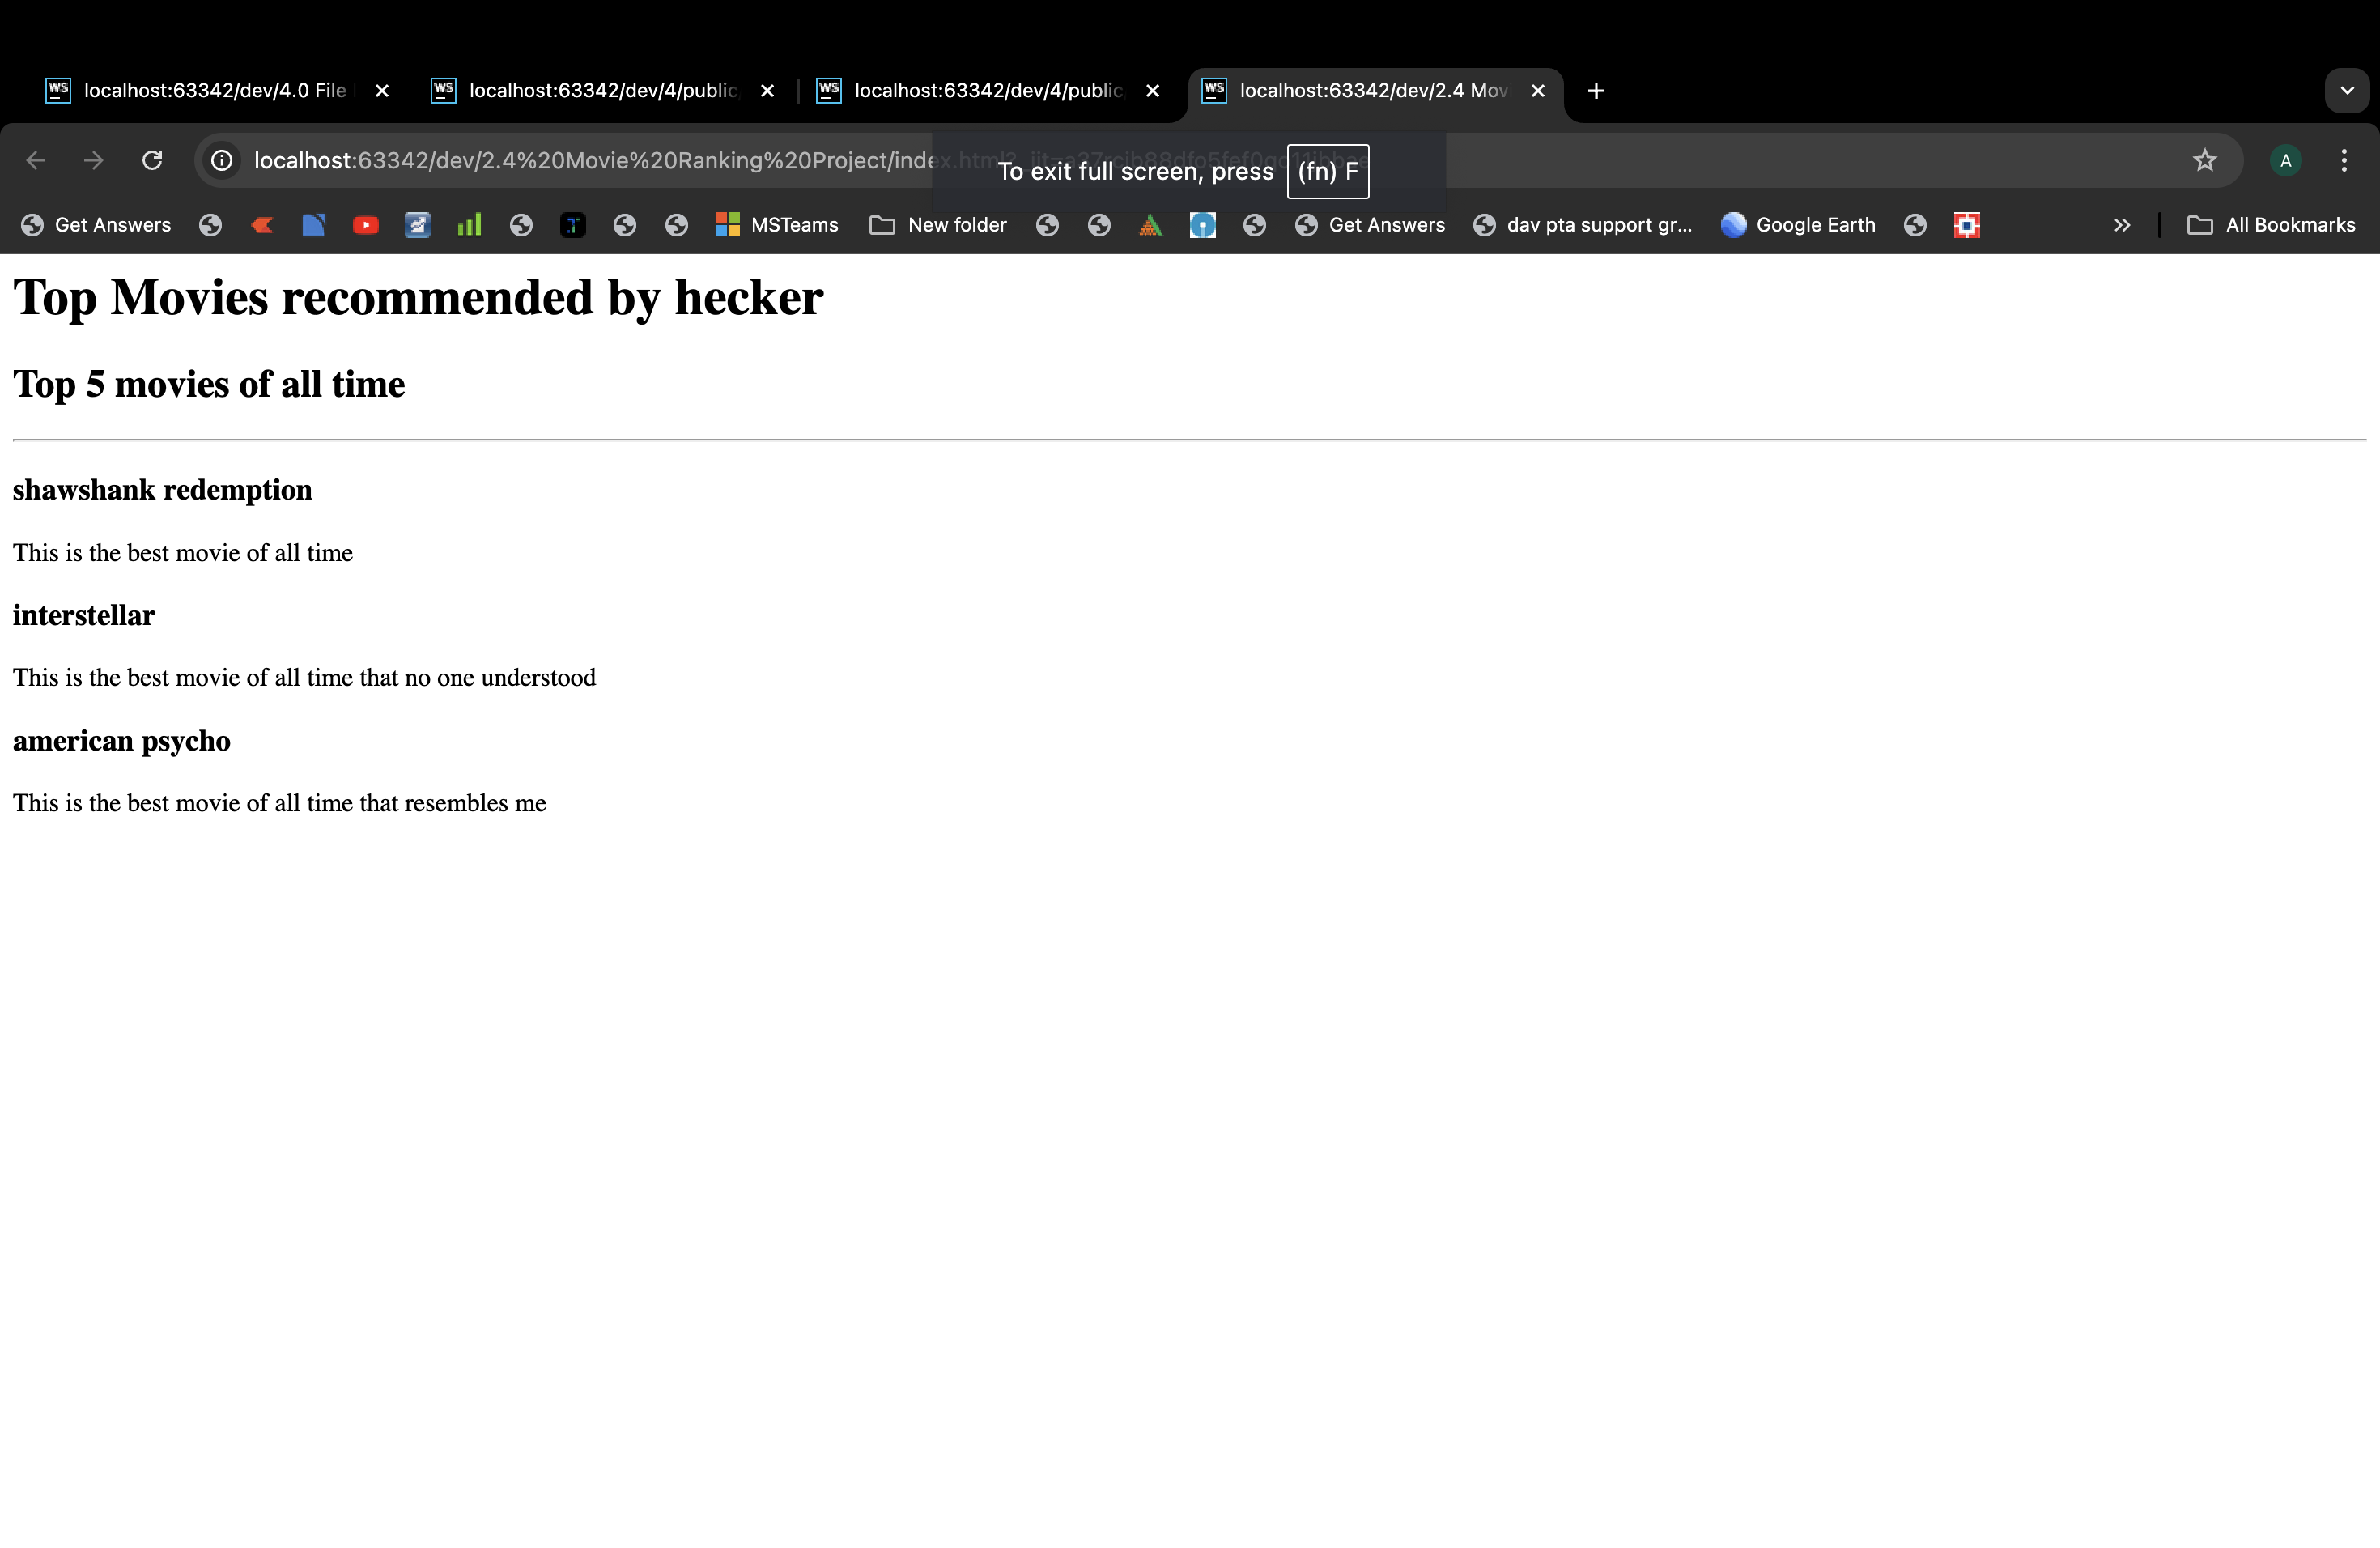 localhost:63342/dev/4.0 File
localhost:63342/dev/4/public
localhost:63342/dev/4/public
localhost:63342/dev/2.4 Mov
localhost:63342/dev/2.4%20Movie%20Ranking%20Project/index.html
To exit full screen, press (fn) F
A
Get Answers
MSTeams
New folder
Get Answers
dav pta support gr...
Google Earth
All Bookmarks
Top Movies recommended by hecker
Top 5 movies of all time
shawshank redemption
This is the best movie of all time
interstellar
This is the best movie of all time that no one understood
american psycho
This is the best movie of all time that resembles me